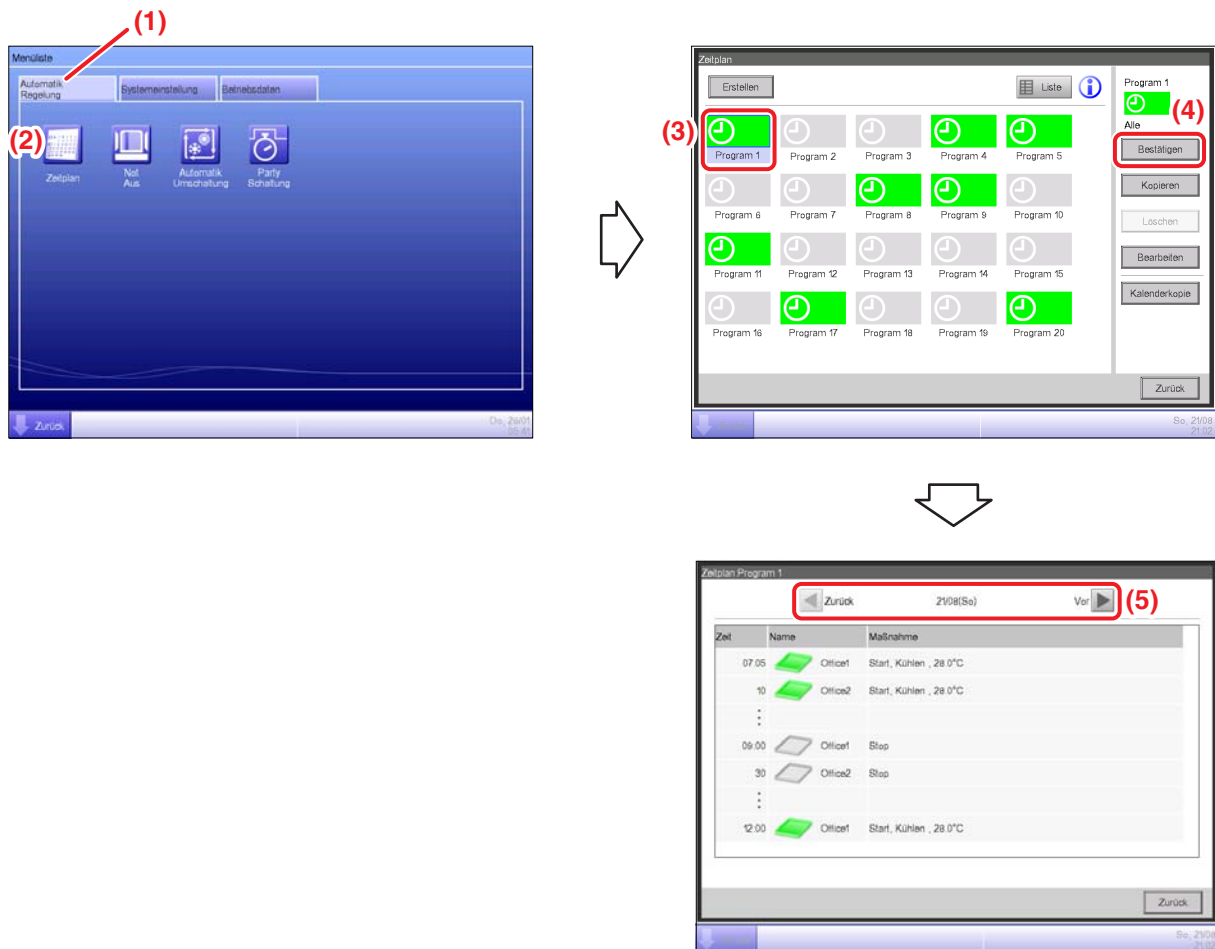 (1)
Menüliste
Automatik
Regelung
Systemeinstellung
Betriebsdaten
(2)
Zeitplan
Not
Aus
Automatik
Umschaltung
Party
Schaltung
Zurück
Zeitplan
Erstellen
Liste
Program 1
(3)
(4)
Alle
Program 1
Program 2
Program 3
Program 4
Program 5
Bestätigen
Kopieren
Program 6
Program 7
Program 8
Program 9
Program 10
Löschen
Bearbeiten
Program 11
Program 12
Program 13
Program 14
Program 15
Kalenderkopie
Program 16
Program 17
Program 18
Program 19
Program 20
Zurück
So, 21/08
21:02
Zeitplan Program 1
Zurück 21/08(So) Vor (5)
Zeit Name Maßnahme
07:05 Office1 Start, Kühlen , 28.0°C
10 Office2 Start, Kühlen , 28.0°C
09:00 Office1 Stop
30 Office2 Stop
12:00 Office1 Start, Kühlen , 28.0°C
Zurück
So, 21/08